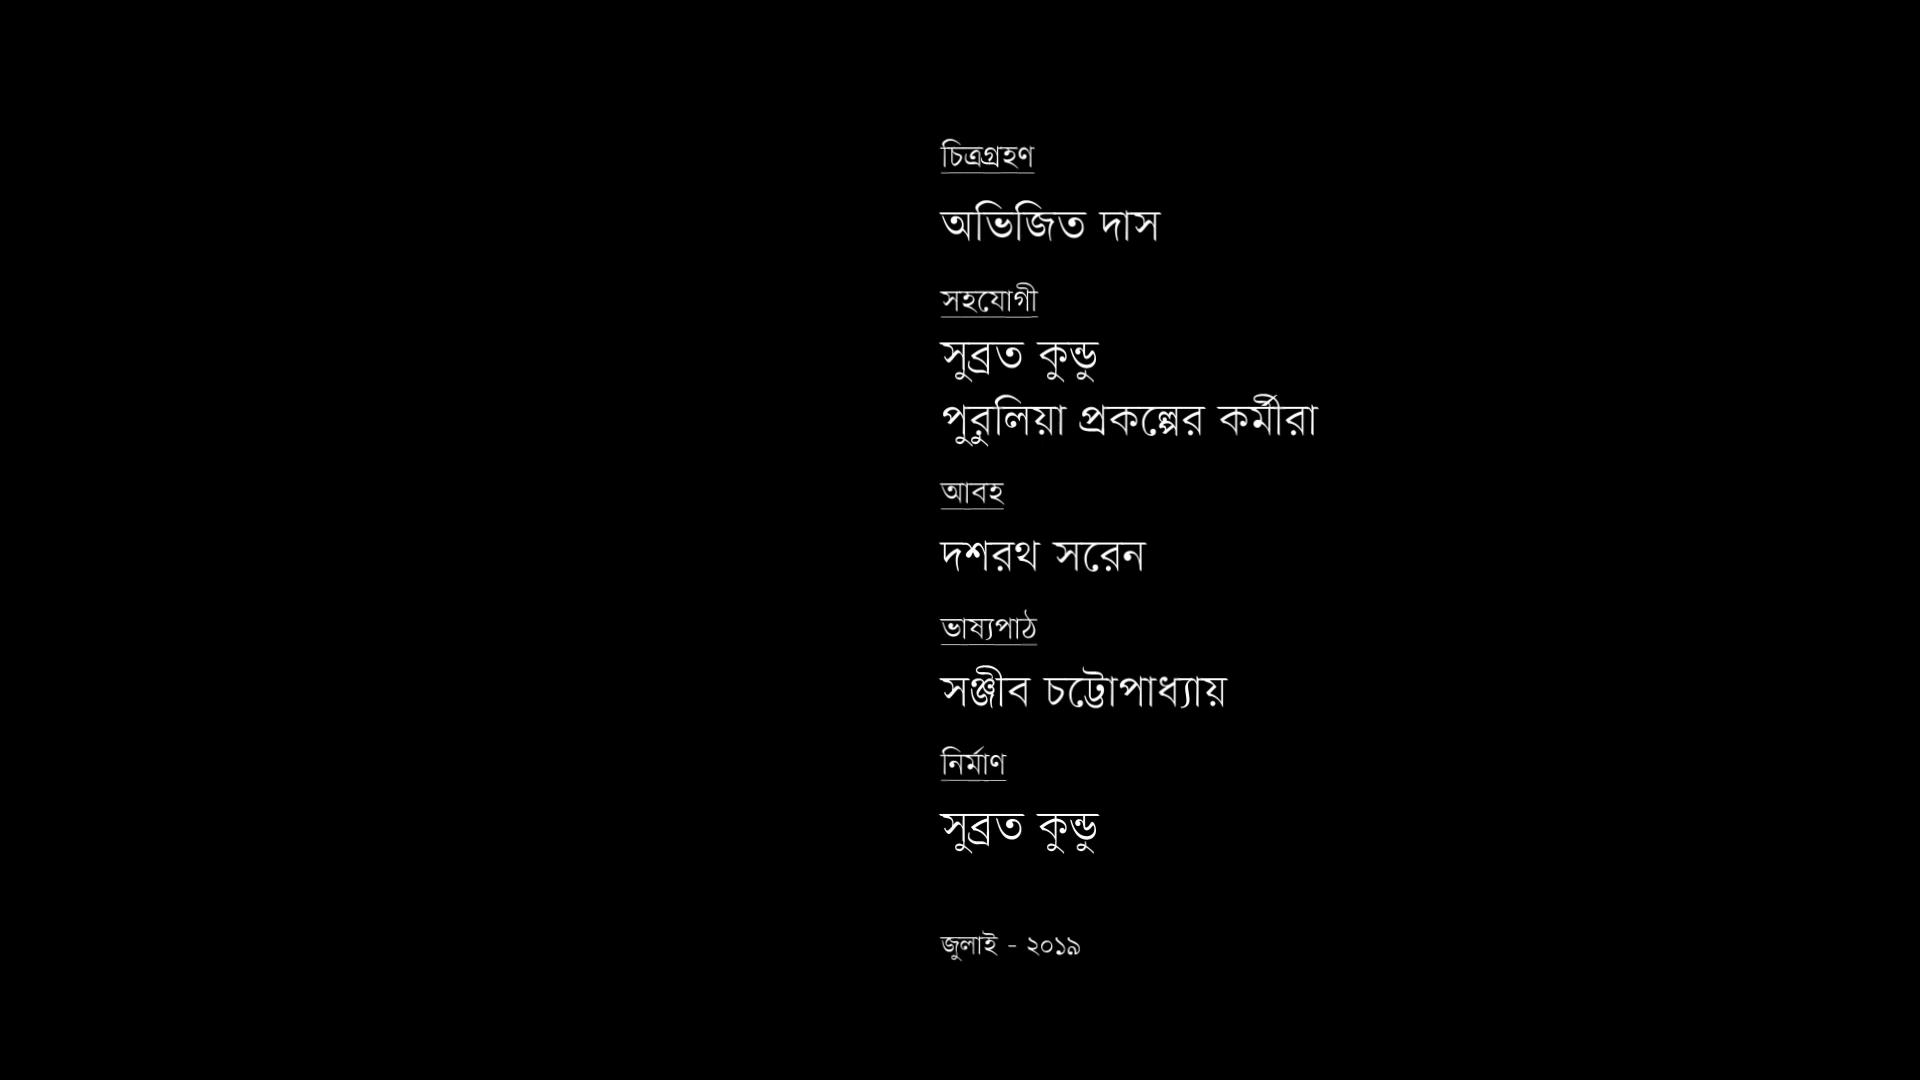 চিত্রগ্রহণ
অভিজিত দাস
সহযোগী
সুব্রত কুন্ডু
পুরুলিয়া প্রকল্পের কর্মীরা
আবহ
দশরথ সরেন
ভাষ্যপাঠ
সঞ্জীব চট্টোপাধ্যায়
নির্মাণ
সুব্রত কুন্ডু
জুলাই - ২০১৯